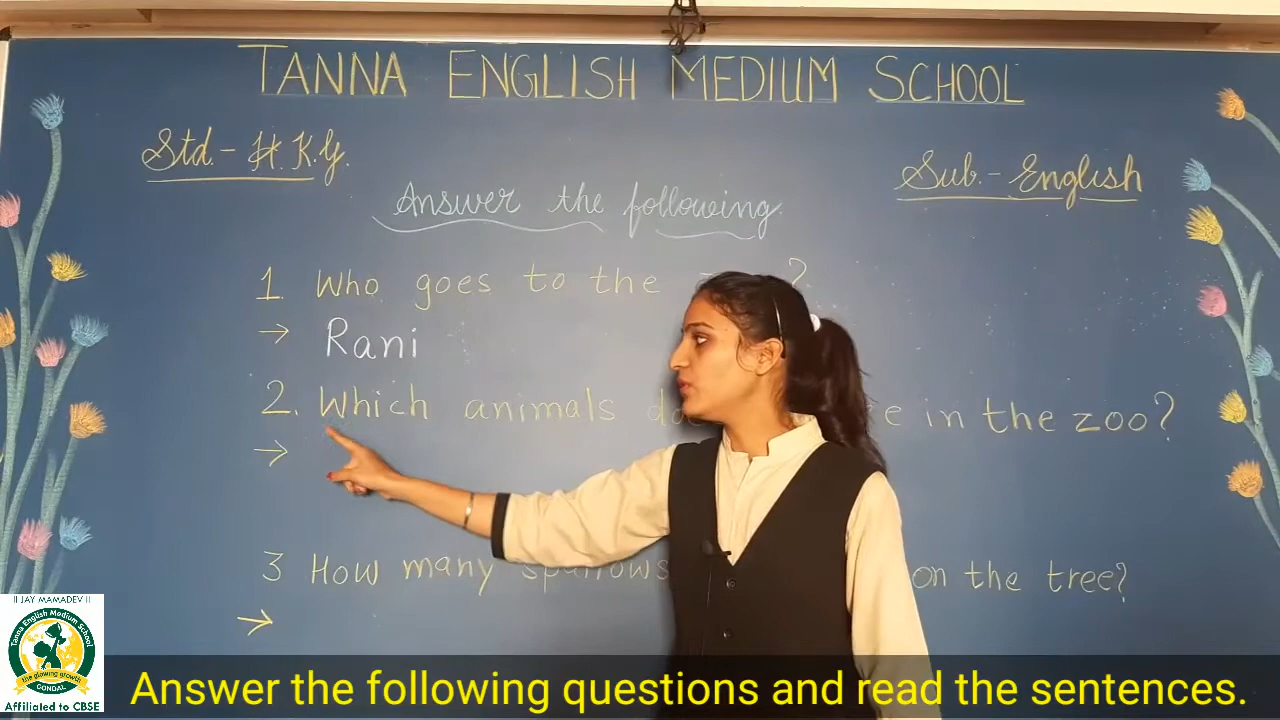 TANNA ENGLISH MEDIUM SCHOOL
Std.- H.K.G.
Sub.- English
Answer the following.
1. Who goes to the ?
→ Rani
2. Which animals in the zoo?
→
3 How many sparrows on the tree?
→
II JAY MAMADEV II
Tanna English Medium School
the glowing growth
GONDAL
Affiliated to CBSE
Answer the following questions and read the sentences.